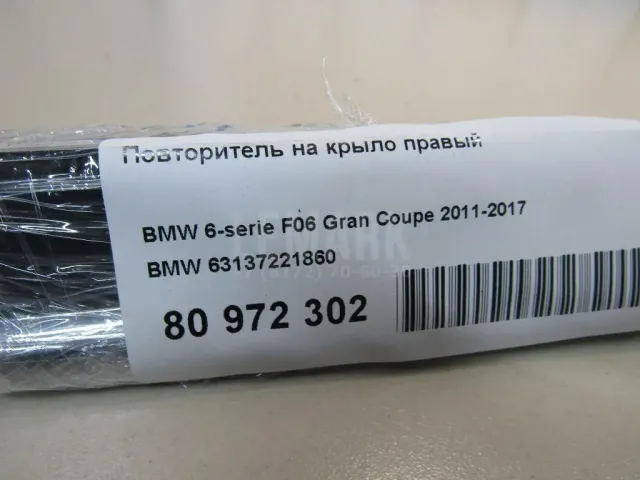 Повторитель на крыло правый
BMW 6-serie F06 Gran Coupe 2011-2017
BMW 63137221860
80 972 302